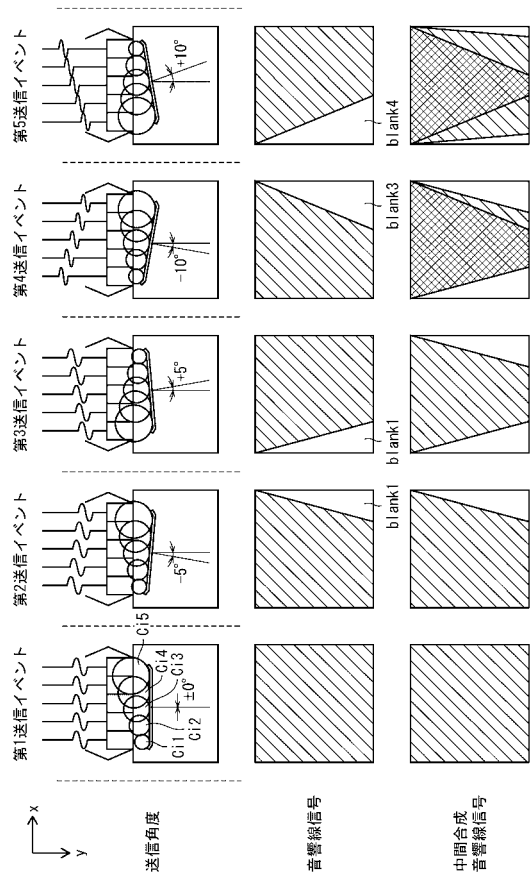 x
y
第1送信イベント
第2送信イベント
第3送信イベント
第4送信イベント
第5送信イベント
送信角度
Ci1
Ci2
Ci3
Ci4
Ci5
±0°
-5°
+5°
-10°
+10°
音響線信号
blank1
blank1
blank3
blank4
中間合成
音響線信号